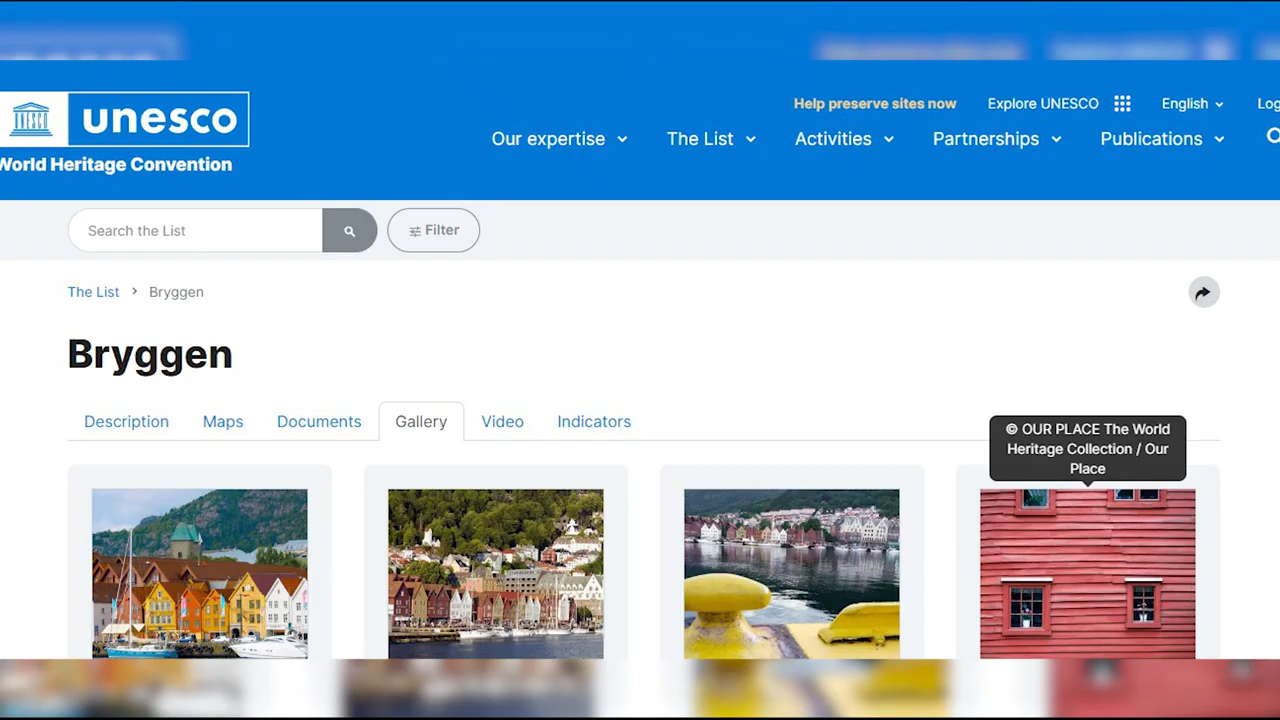 unesco
World Heritage Convention
Help preserve sites now
Explore UNESCO
English
Log
Our expertise
The List
Activities
Partnerships
Publications
Search the List
Filter
The List > Bryggen
Bryggen
Description
Maps
Documents
Gallery
Video
Indicators
© OUR PLACE The World
Heritage Collection / Our
Place